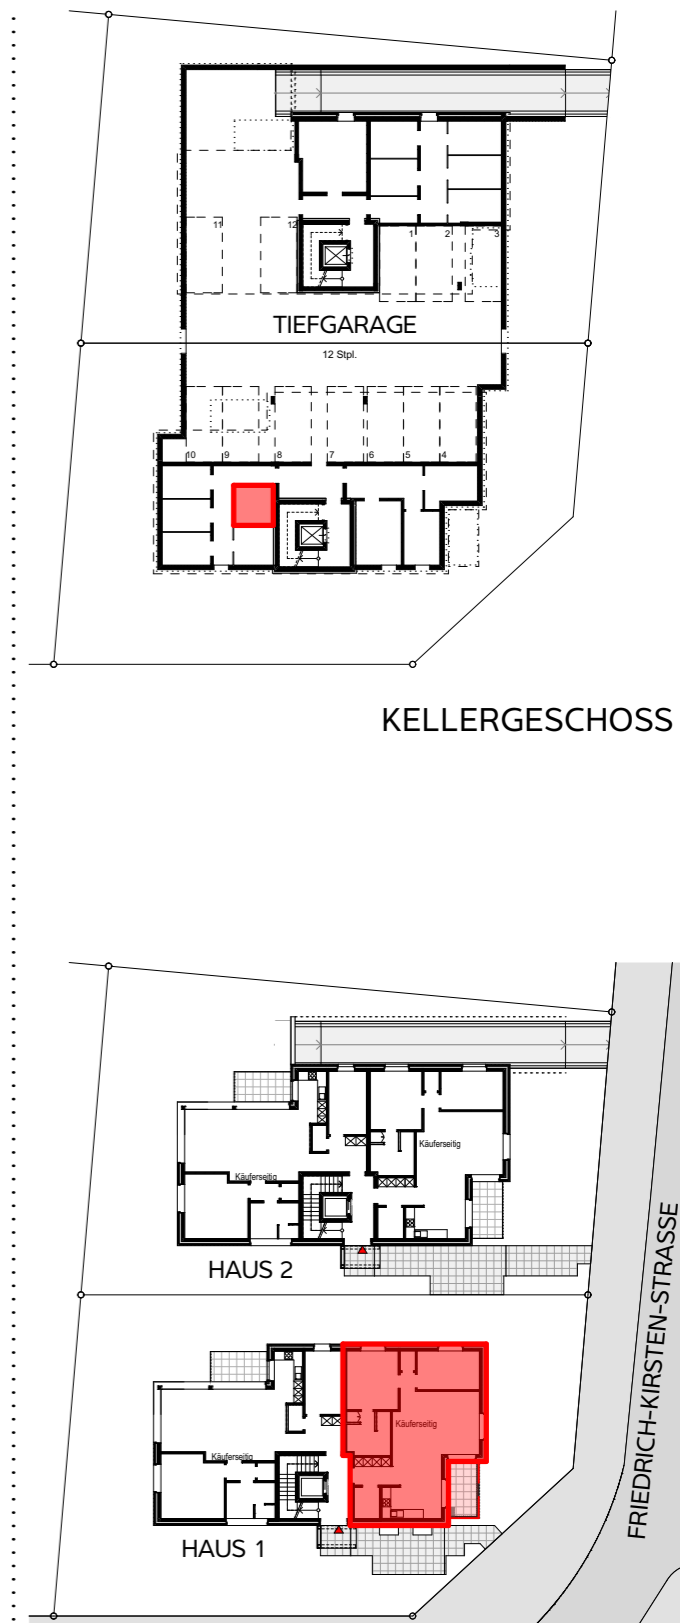 11
12
1
2
3
TIEFGARAGE
12 Stpl.
10
9
8
7
6
5
4
KELLERGESCHOSS
Käuferseitig
Käuferseitig
HAUS 2
FRIEDRICH-KIRSTEN-STRASSE
Käuferseitig
Käuferseitig
HAUS 1